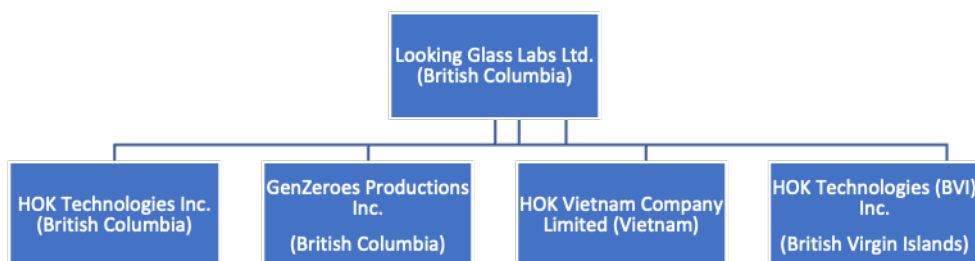 Looking Glass Labs Ltd.
(British Columbia)
HOK Technologies Inc.
(British Columbia)
GenZeroes Productions
Inc.
(British Columbia)
HOK Vietnam Company
Limited (Vietnam)
HOK Technologies (BVI)
Inc.
(British Virgin Islands)